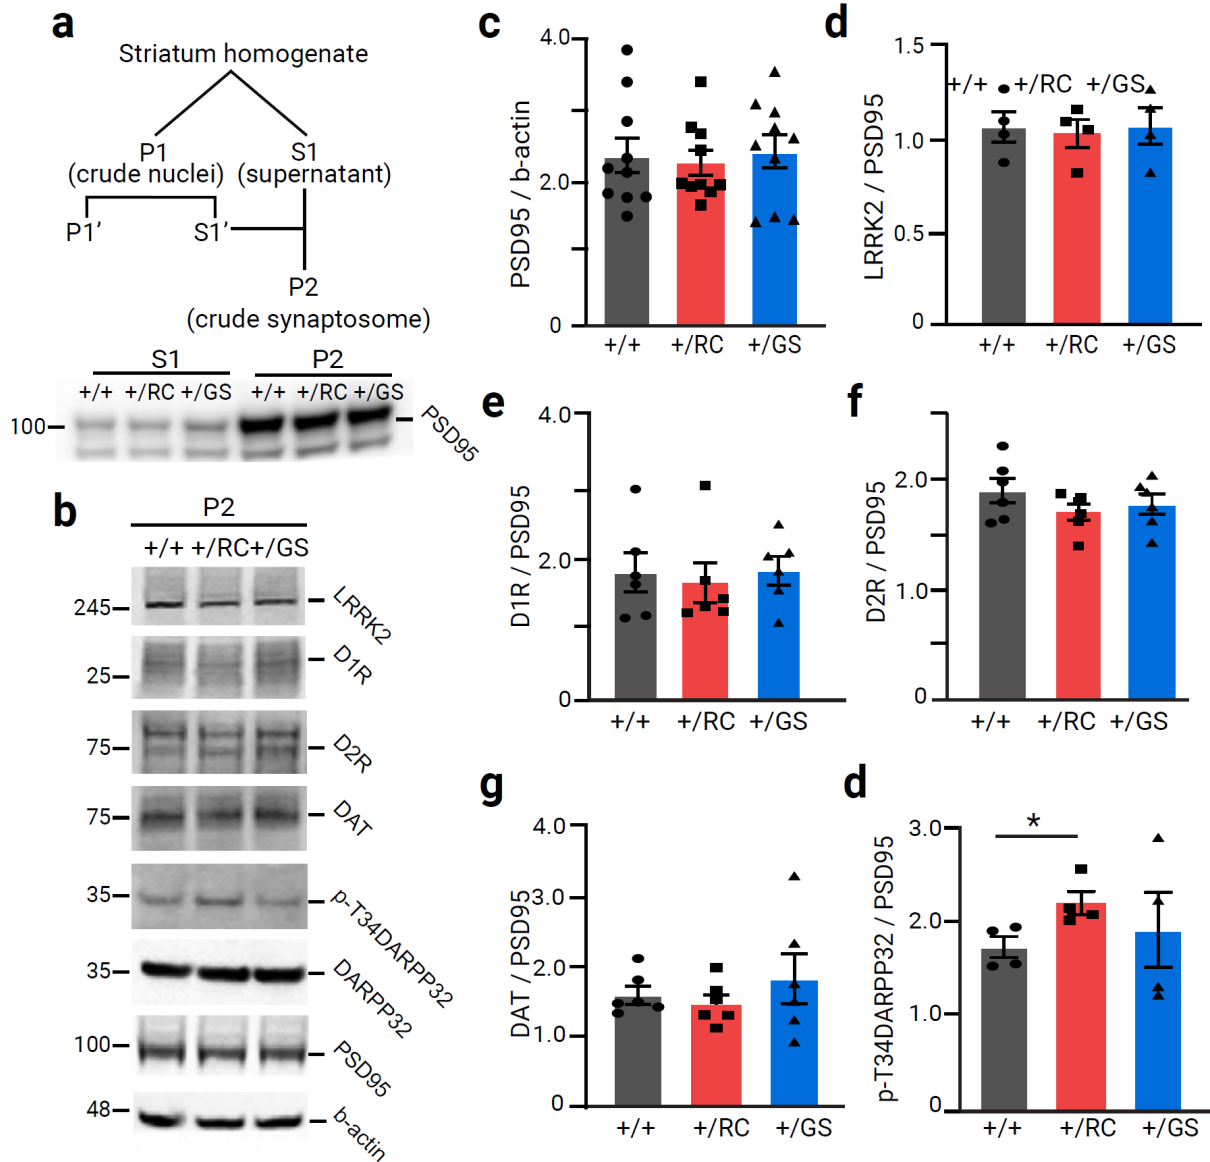 a
Striatum homogenate
P1
(crude nuclei)
S1
(supernatant)
P1’
S1’
P2
(crude synaptosome)
S1
P2
+/+ +/RC +/GS
+/+ +/RC +/GS
100
PSD95
b
P2
+/+ +/RC +/GS
245
LRRK2
25
D1R
75
D2R
75
DAT
35
p-T34DARPP32
35
DARPP32
100
PSD95
48
b-actin
c
PSD95 / b-actin
4.0
2.0
0
+/+ +/RC +/GS
d
LRRK2 / PSD95
1.5
1.0
0.5
0
+/+ +/RC +/GS
+/+ +/RC +/GS
e
D1R / PSD95
4.0
2.0
0
+/+ +/RC +/GS
f
D2R / PSD95
2.0
1.0
0
+/+ +/RC +/GS
g
DAT / PSD95
4.0
3.0
2.0
1.0
0
+/+ +/RC +/GS
d
p-T34DARPP32 / PSD95
3.0
2.0
1.0
0
*
+/+ +/RC +/GS